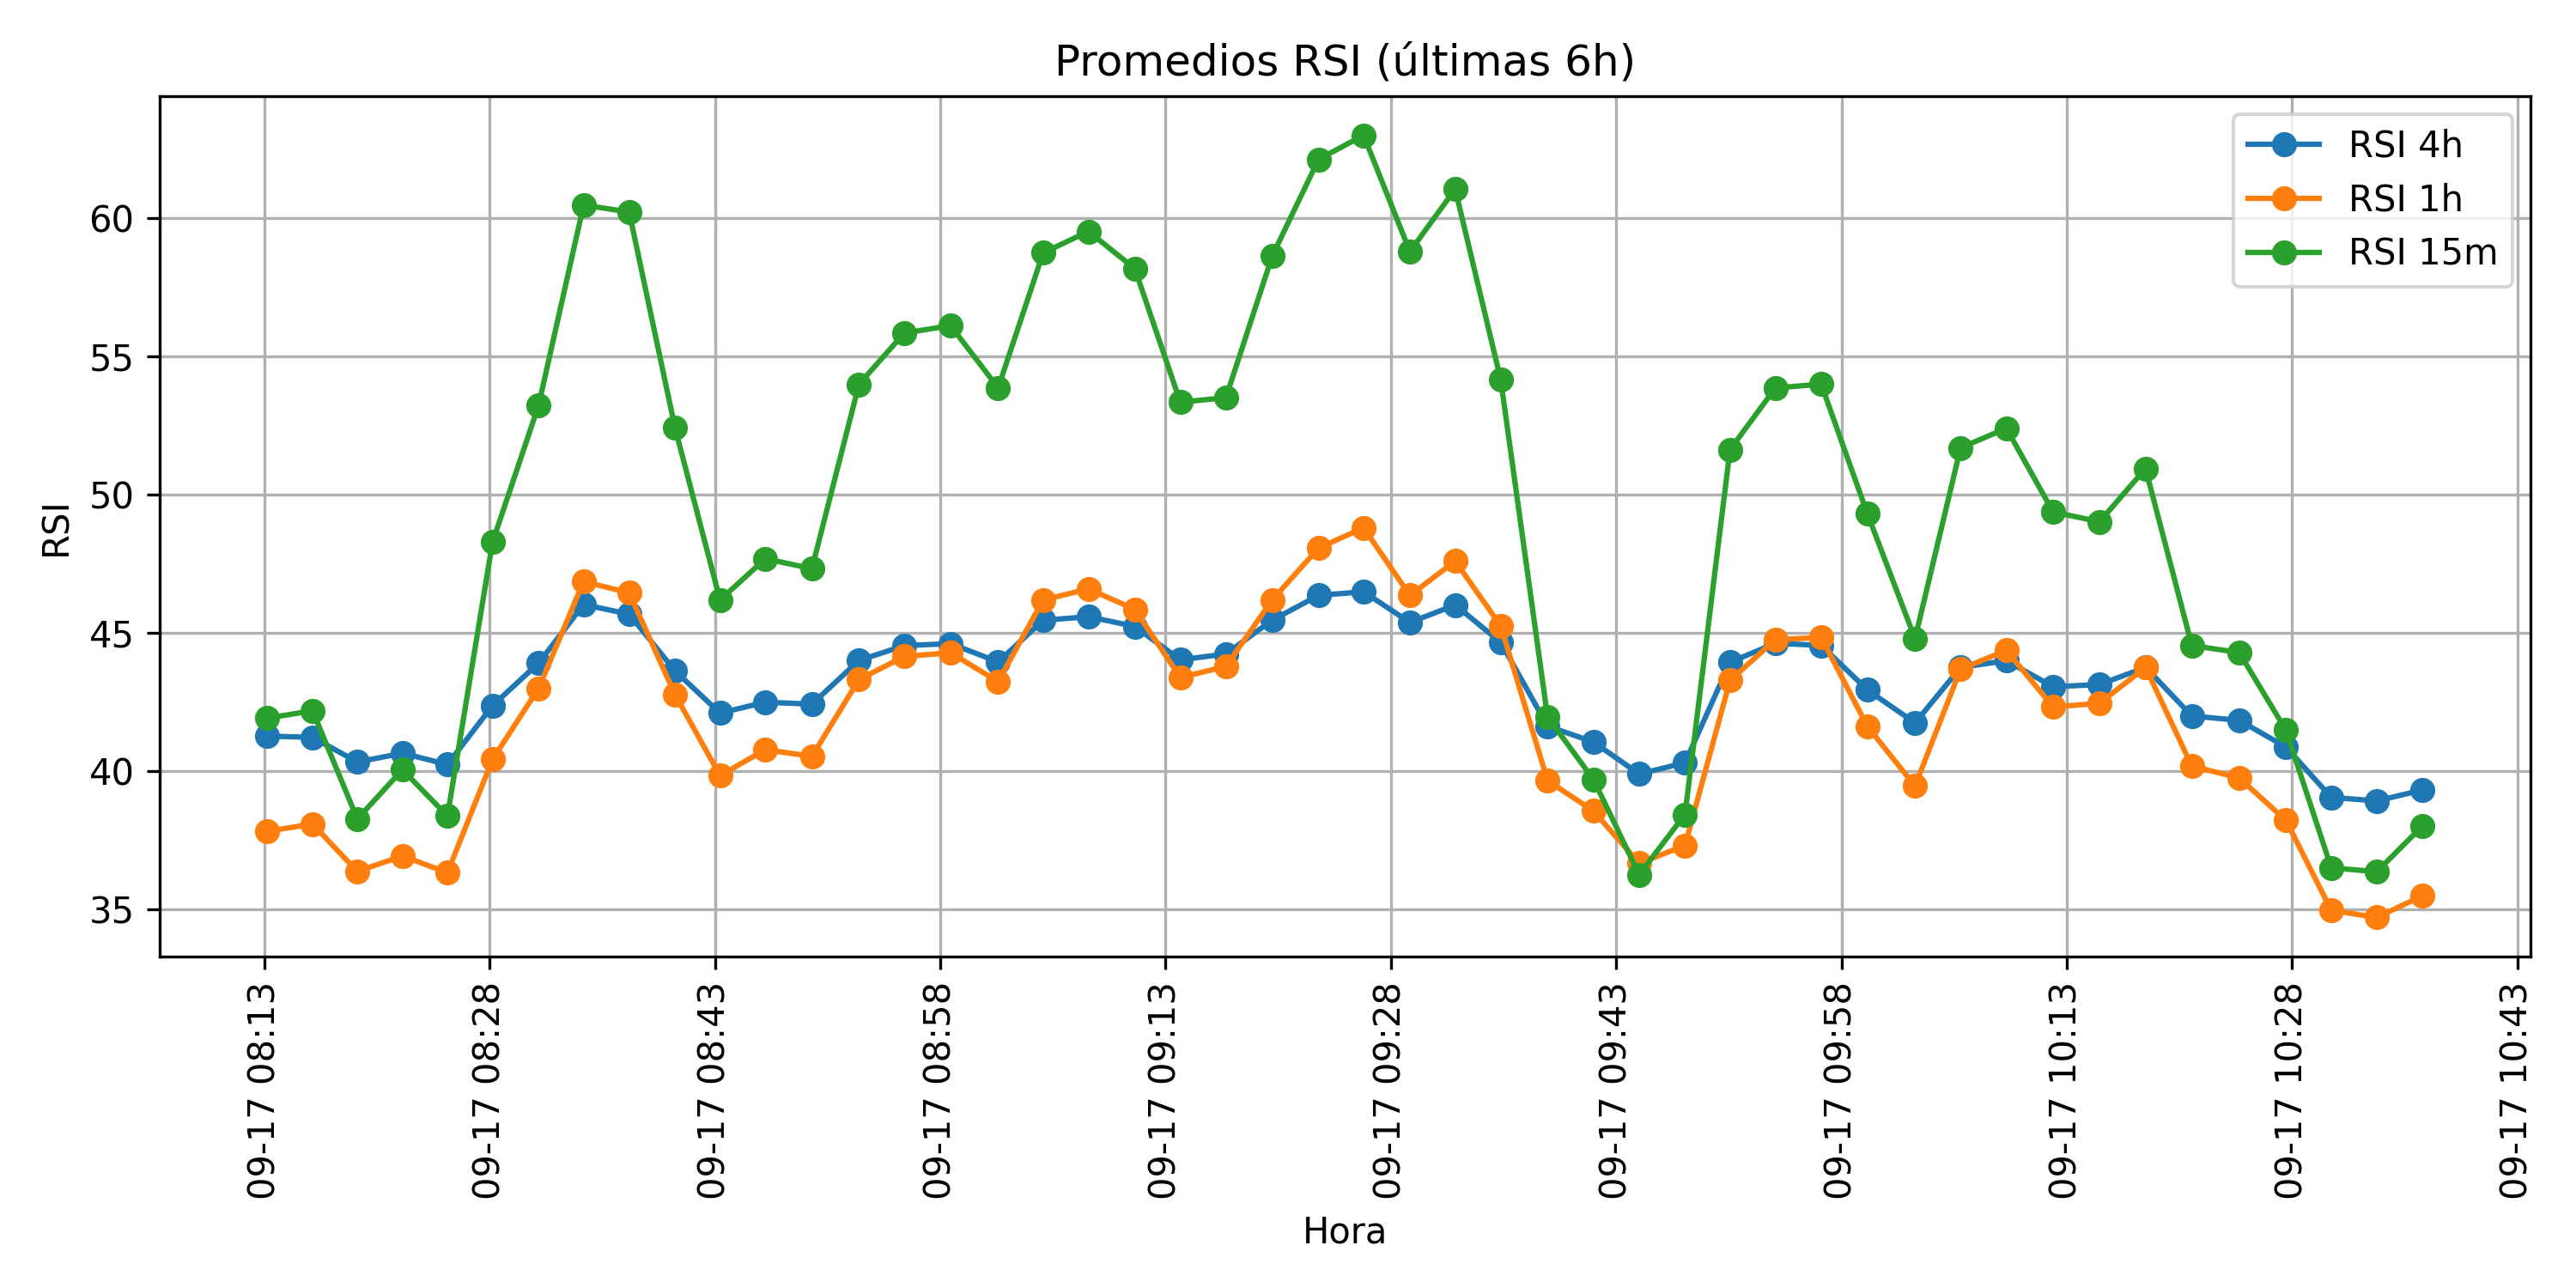 Promedios RSI (últimas 6h)
RSI 4h
RSI 1h
RSI 15m
RSI
60
55
50
45
40
35
09-17 08:13
09-17 08:28
09-17 08:43
09-17 08:58
09-17 09:13
09-17 09:28
09-17 09:43
09-17 09:58
09-17 10:13
09-17 10:28
09-17 10:43
Hora